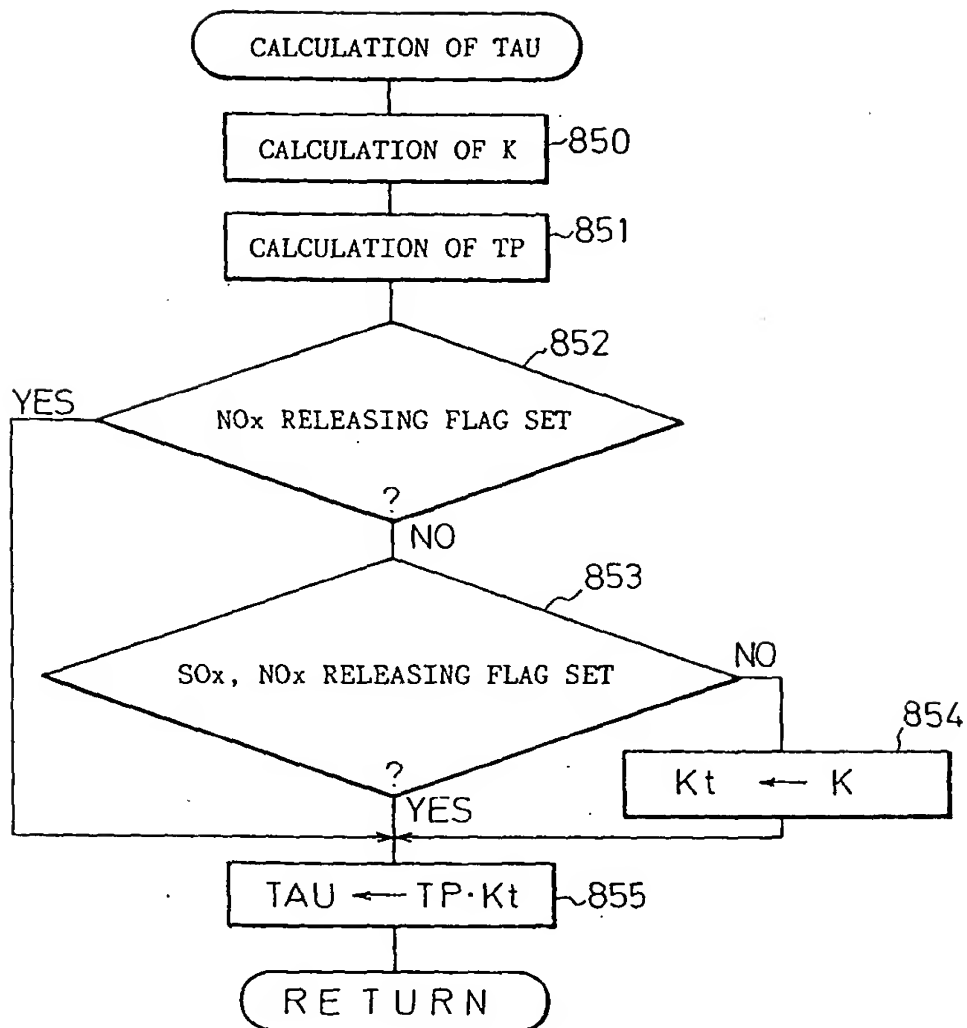 CALCULATION OF TAU
CALCULATION OF K
850
CALCULATION OF TP
851
852
YES
NOx RELEASING FLAG SET
?
NO
853
SOx, NOx RELEASING FLAG SET
?
NO
854
Kt ← K
YES
TAU ← TP·Kt
855
RETURN